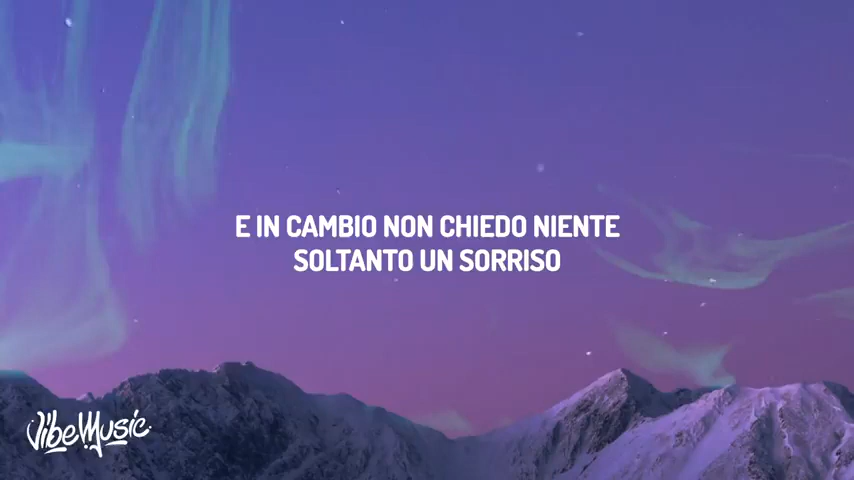 E IN CAMBIO NON CHIEDO NIENTE
SOLTANTO UN SORRISO
VibeMusic